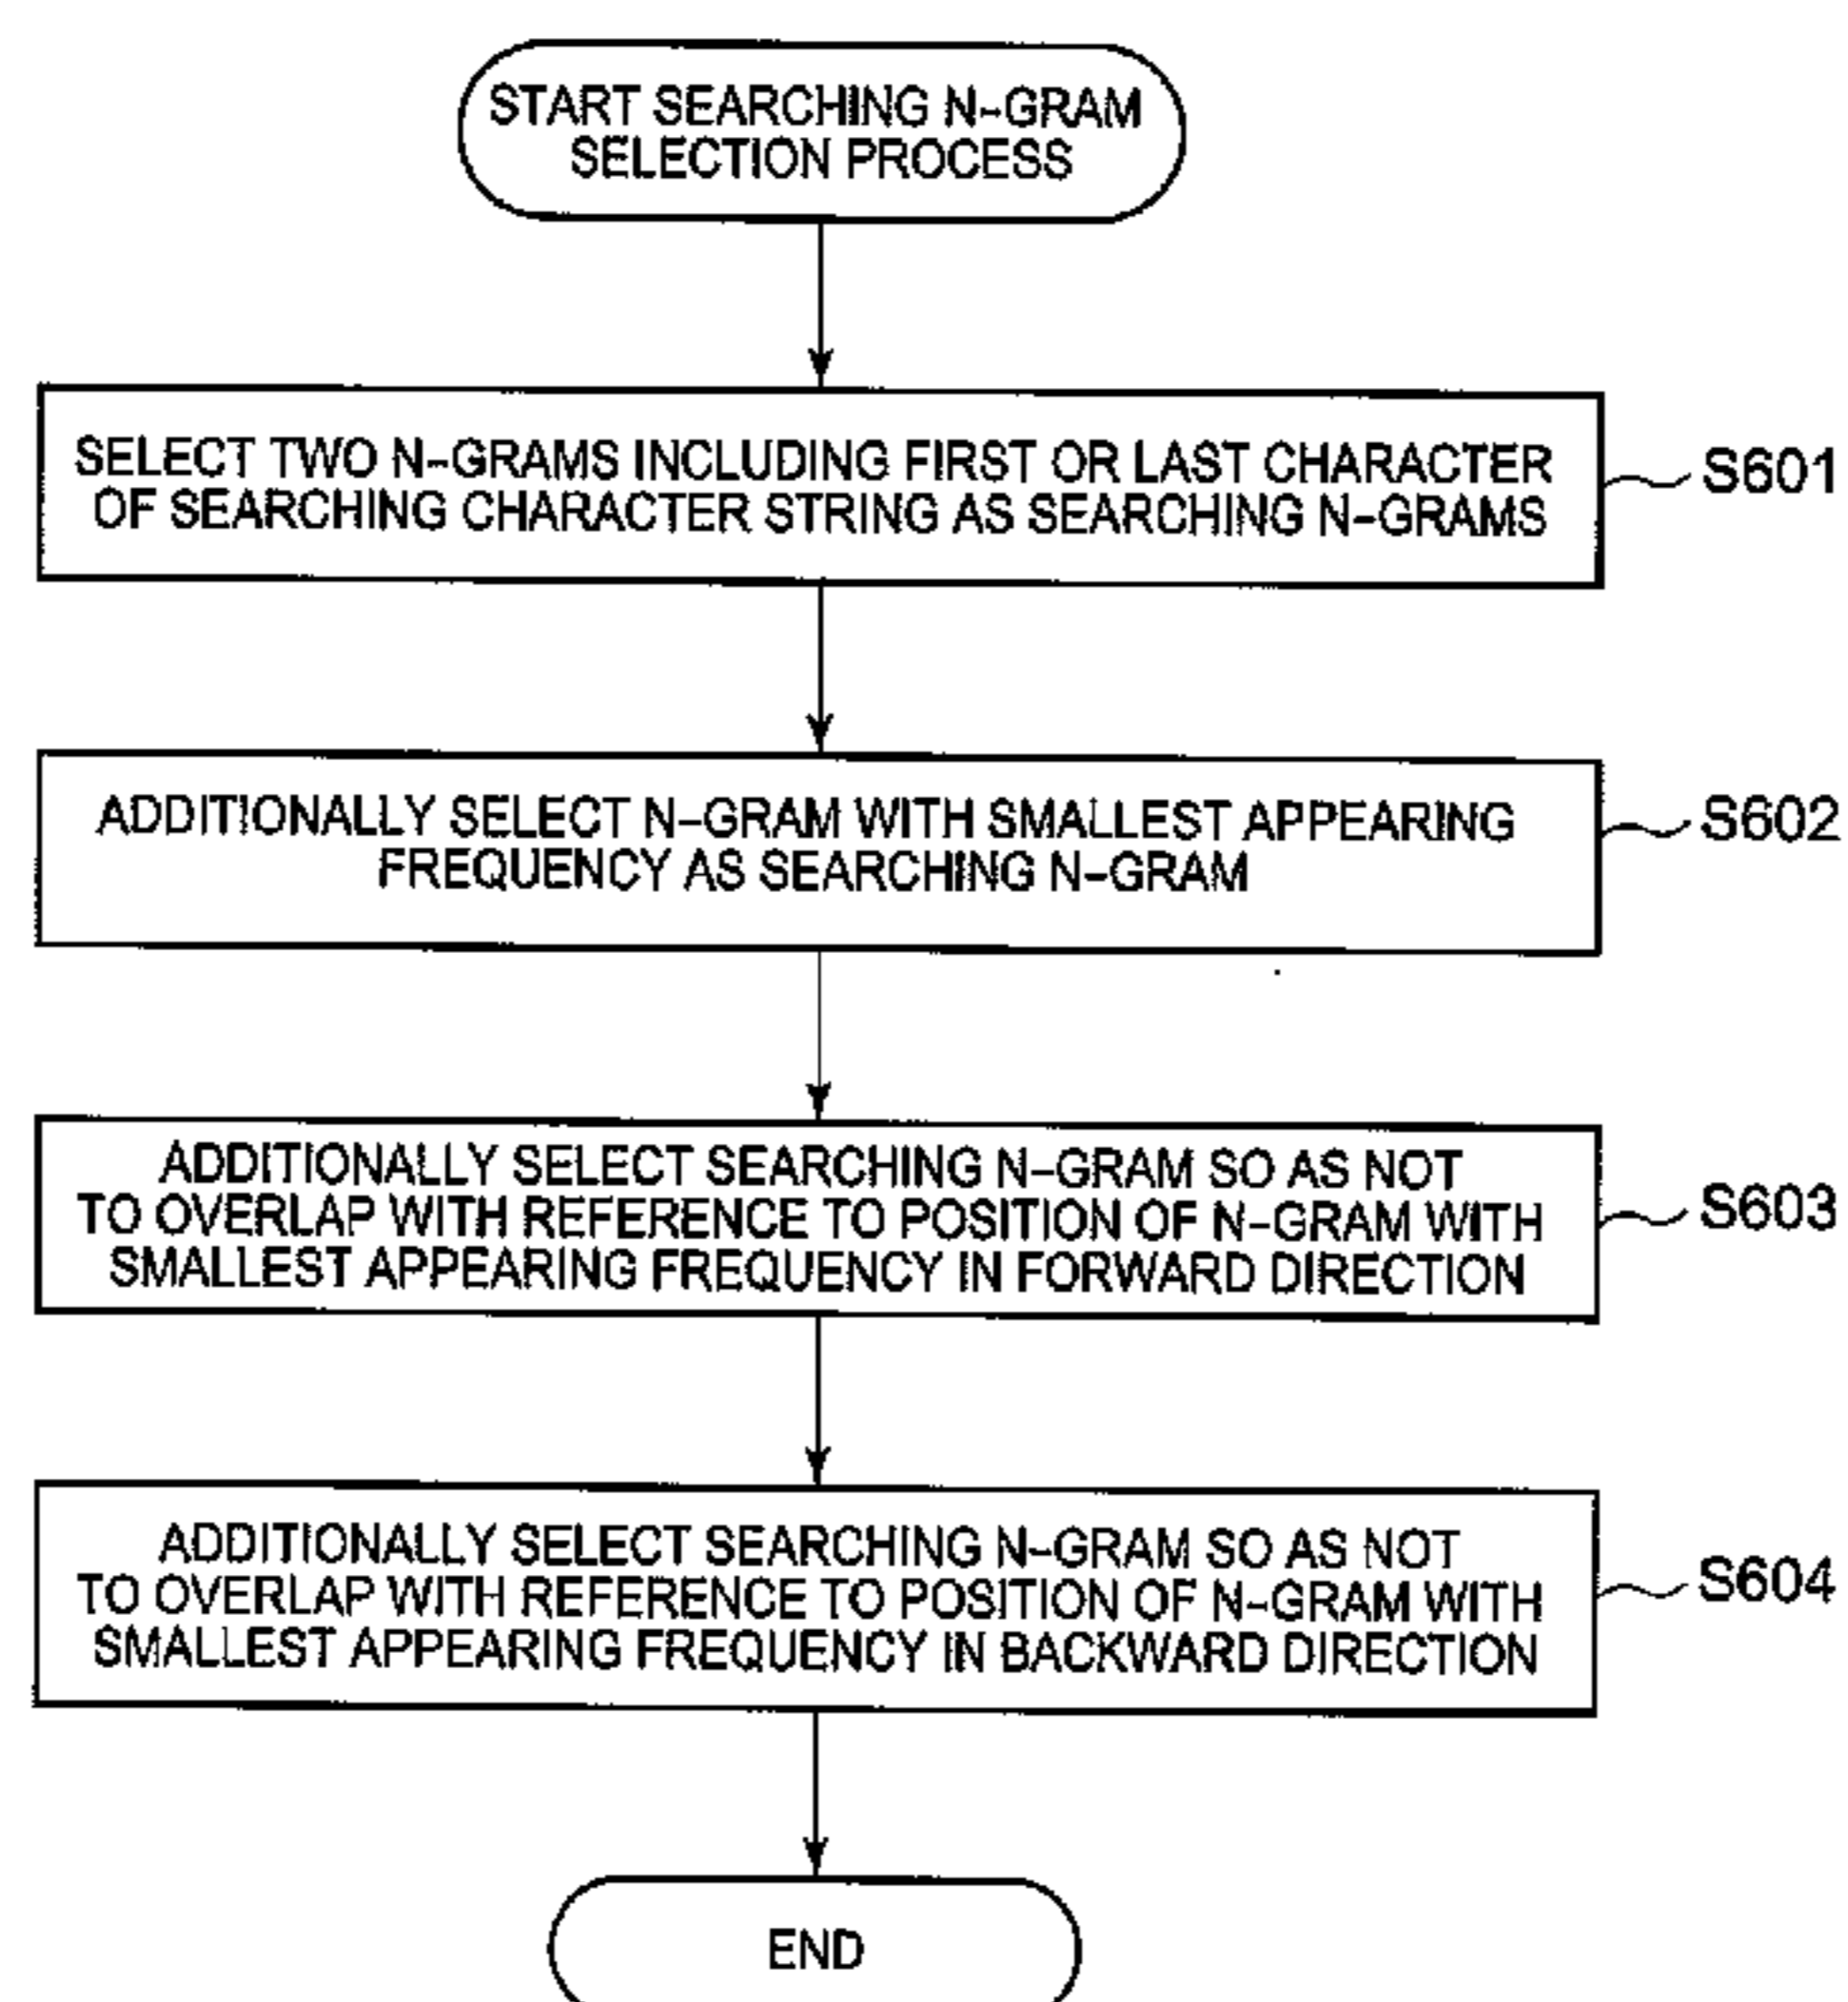 START SEARCHING N-GRAM
SELECTION PROCESS
SELECT TWO N-GRAMS INCLUDING FIRST OR LAST CHARACTER
OF SEARCHING CHARACTER STRING AS SEARCHING N-GRAMS
S601
ADDITIONALLY SELECT N-GRAM WITH SMALLEST APPEARING
FREQUENCY AS SEARCHING N-GRAM
S602
ADDITIONALLY SELECT SEARCHING N-GRAM SO AS NOT
TO OVERLAP WITH REFERENCE TO POSITION OF N-GRAM WITH
SMALLEST APPEARING FREQUENCY IN FORWARD DIRECTION
S603
ADDITIONALLY SELECT SEARCHING N-GRAM SO AS NOT
TO OVERLAP WITH REFERENCE TO POSITION OF N-GRAM WITH
SMALLEST APPEARING FREQUENCY IN BACKWARD DIRECTION
S604
END